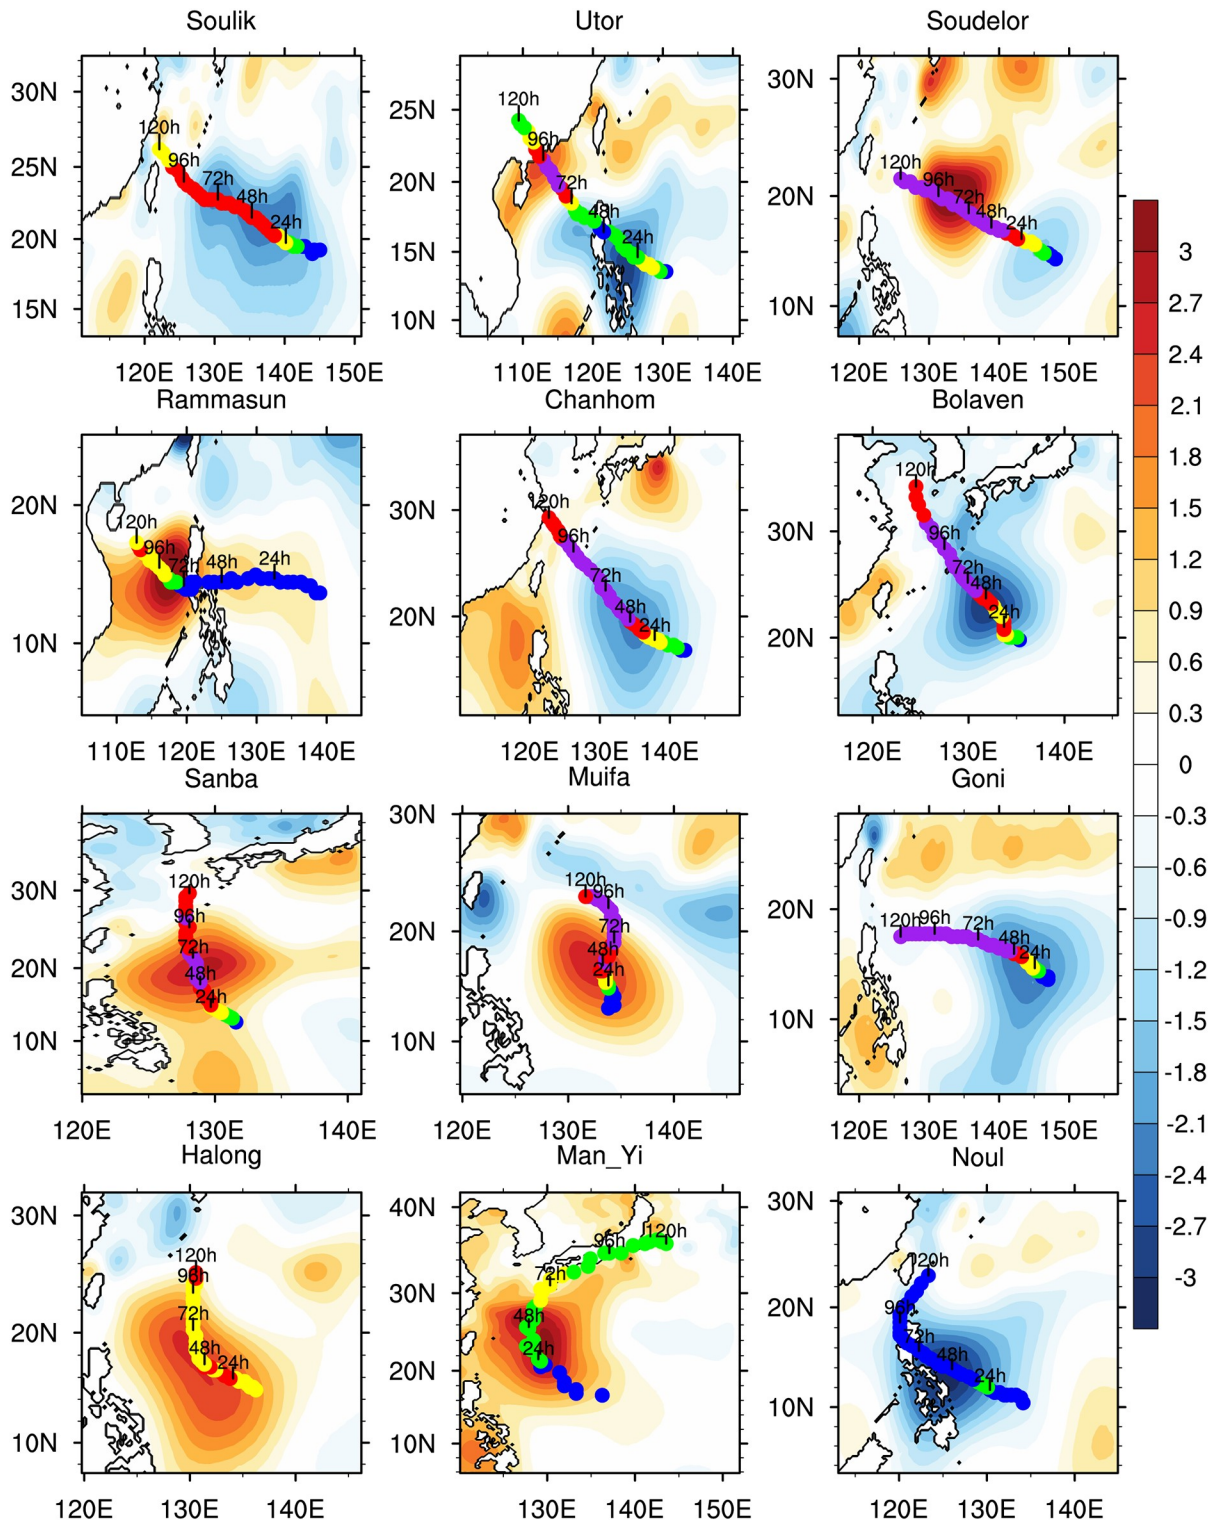 Soulik
Utor
Soudelor
30N
25N
20N
15N
120h
96h
72h
48h
24h
120E 130E 140E 150E
25N
20N
15N
10N
120h
96h
72h
48h
24h
110E 120E 130E 140E
30N
20N
10N
120h
96h
72h
48h
24h
120E 130E 140E 150E
Rammasun
Chanhom
Bolaven
20N
10N
120h
96h
72h
48h
24h
110E 120E 130E 140E
30N
20N
120h
96h
72h
48h
24h
120E 130E 140E
30N
20N
120h
96h
72h
48h
24h
120E 130E 140E
Sanba
Muifa
Goni
30N
20N
10N
120h
96h
72h
48h
24h
120E 130E 140E
30N
20N
10N
120h
96h
72h
48h
24h
120E 130E 140E
20N
10N
120h
96h
72h
48h
24h
120E 130E 140E 150E
Halong
Man_Yi
Noul
30N
20N
10N
120h
96h
72h
48h
24h
120E 130E 140E
40N
30N
20N
10N
120h
96h
72h
48h
24h
130E 140E 150E
30N
20N
10N
120h
96h
72h
48h
24h
120E 130E 140E
3
2.7
2.4
2.1
1.8
1.5
1.2
0.9
0.6
0.3
0
-0.3
-0.6
-0.9
-1.2
-1.5
-1.8
-2.1
-2.4
-2.7
-3